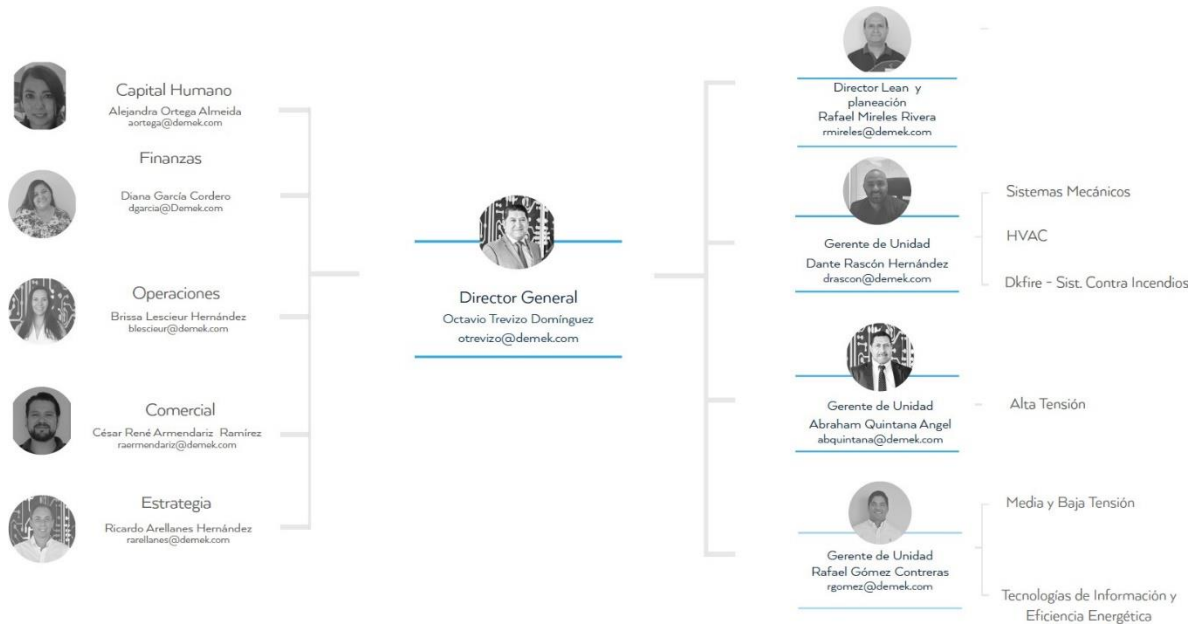 Capital Humano
Alejandra Ortega Almeida
aortega@demek.com
Finanzas
Diana García Cordero
dgarcia@Demek.com
Operaciones
Brissa Lescieur Hernández
blescieur@demek.com
Comercial
César René Armendariz Ramírez
raermendariz@demek.com
Estrategia
Ricardo Arellanes Hernández
rarellanes@demek.com
Director General
Octavio Trevizo Domínguez
otrevizo@demek.com
Director Lean y
planeación
Rafael Mireles Rivera
rmireles@demek.com
Gerente de Unidad
Dante Rascón Hernández
drascon@demek.com
Sistemas Mecánicos
HVAC
Dkfire - Sist. Contra Incendios
Gerente de Unidad
Abraham Quintana Angel
abquintana@demek.com
Alta Tensión
Gerente de Unidad
Rafael Gómez Contreras
rgomez@demek.com
Media y Baja Tensión
Tecnologías de Información y
Eficiencia Energética